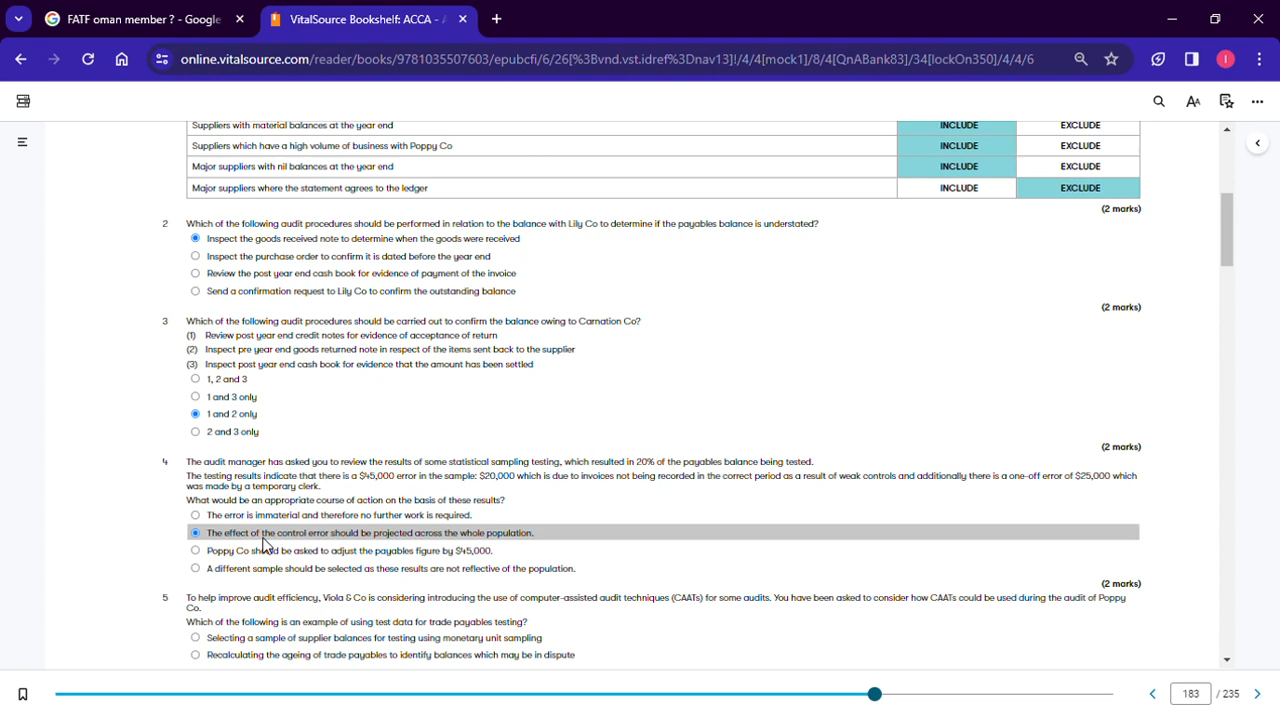 FATF oman member ? - Google
VitalSource Bookshelf: ACCA -
online.vitalsource.com/reader/books/9781035507603/epubcfi/6/26[%3Bvnd.vst.idref%3Dnav13]!/4/4[mock1]/8/4[QnABank83]/34[lockOn350]/4/4/6
I
AA
Suppliers with material balances at the year end INCLUDE EXCLUDE
Suppliers which have a high volume of business with Poppy Co INCLUDE EXCLUDE
Major suppliers with nil balances at the year end INCLUDE EXCLUDE
Major suppliers where the statement agrees to the ledger INCLUDE EXCLUDE
(2 marks)
2 Which of the following audit procedures should be performed in relation to the balance with Lily Co to determine if the payables balance is understated?
Inspect the goods received note to determine when the goods were received
Inspect the purchase order to confirm it is dated before the year end
Review the post year end cash book for evidence of payment of the invoice
Send a confirmation request to Lily Co to confirm the outstanding balance
(2 marks)
3 Which of the following audit procedures should be carried out to confirm the balance owing to Carnation Co?
(1) Review post year end credit notes for evidence of acceptance of return
(2) Inspect pre year end goods returned note in respect of the items sent back to the supplier
(3) Inspect post year end cash book for evidence that the amount has been settled
1, 2 and 3
1 and 3 only
1 and 2 only
2 and 3 only
(2 marks)
4 The audit manager has asked you to review the results of some statistical sampling testing, which resulted in 20% of the payables balance being tested.
The testing results indicate that there is a $45,000 error in the sample: $20,000 which is due to invoices not being recorded in the correct period as a result of weak controls and additionally there is a one-off error of $25,000 which
was made by a temporary clerk.
What would be an appropriate course of action on the basis of these results?
The error is immaterial and therefore no further work is required.
The effect of the control error should be projected across the whole population.
Poppy Co should be asked to adjust the payables figure by $45,000.
A different sample should be selected as these results are not reflective of the population.
(2 marks)
5 To help improve audit efficiency, Viola & Co is considering introducing the use of computer-assisted audit techniques (CAATs) for some audits. You have been asked to consider how CAATs could be used during the audit of Poppy
Co.
Which of the following is an example of using test data for trade payables testing?
Selecting a sample of supplier balances for testing using monetary unit sampling
Recalculating the ageing of trade payables to identify balances which may be in dispute
183 / 235